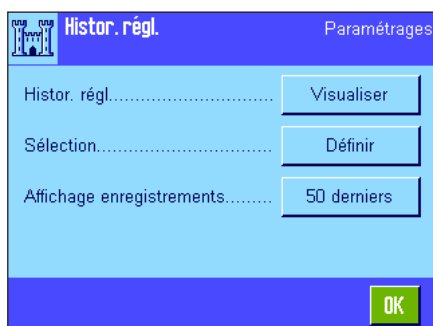 Histor. régl. Paramétrages
Histor. régl............................. Visualiser
Sélection................................ Définir
Affichage enregistrements......... 50 derniers
OK